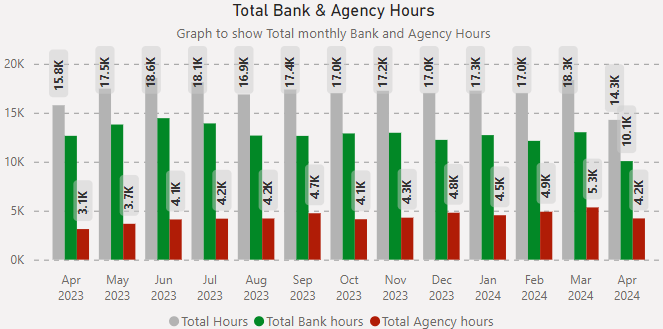 Total Bank & Agency Hours
Graph to show Total monthly Bank and Agency Hours
20K
15K
10K
5K
0K
15.8K
3.1K
17.5K
3.7K
18.6K
4.1K
18.1K
4.2K
16.9K
4.2K
17.4K
4.7K
17.0K
4.1K
17.2K
4.3K
17.0K
4.8K
17.3K
4.5K
17.0K
4.9K
18.3K
5.3K
14.3K
10.1K
4.2K
Apr 2023
May 2023
Jun 2023
Jul 2023
Aug 2023
Sep 2023
Oct 2023
Nov 2023
Dec 2023
Jan 2024
Feb 2024
Mar 2024
Apr 2024
Total Hours Total Bank hours Total Agency hours